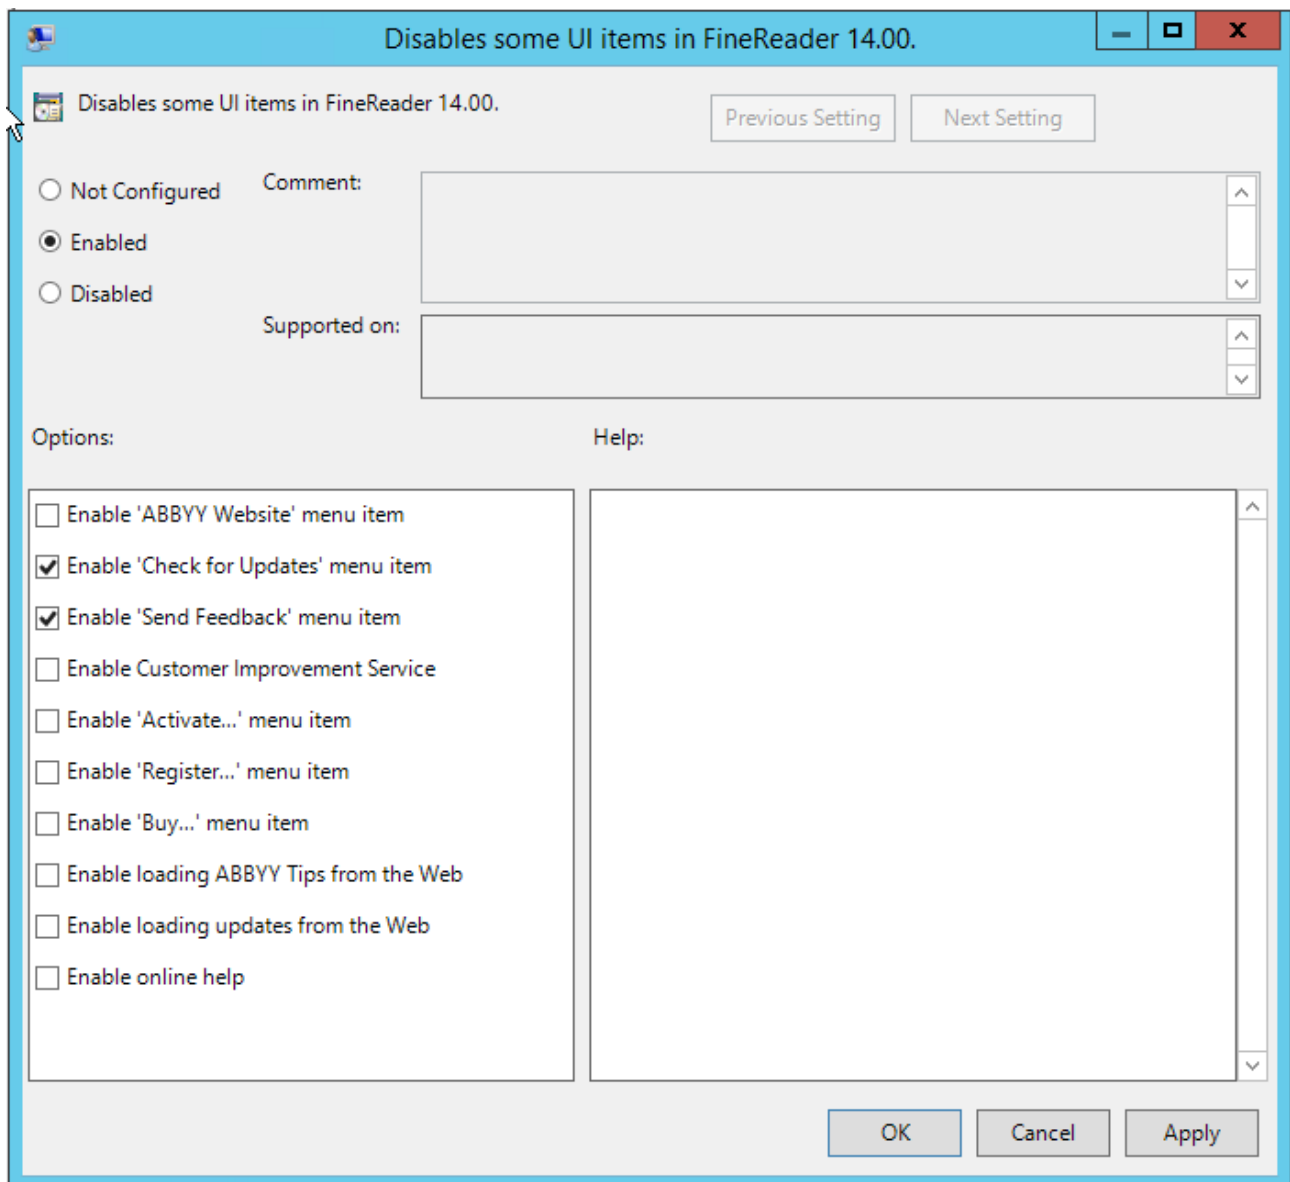 Disables some UI items in FineReader 14.00.
Disables some UI items in FineReader 14.00.
Previous Setting
Next Setting
Not Configured
Comment:
Enabled
Disabled
Supported on:
Options:
Help:
Enable 'ABBYY Website' menu item
Enable 'Check for Updates' menu item
Enable 'Send Feedback' menu item
Enable Customer Improvement Service
Enable 'Activate...' menu item
Enable 'Register...' menu item
Enable 'Buy...' menu item
Enable loading ABBYY Tips from the Web
Enable loading updates from the Web
Enable online help
OK
Cancel
Apply